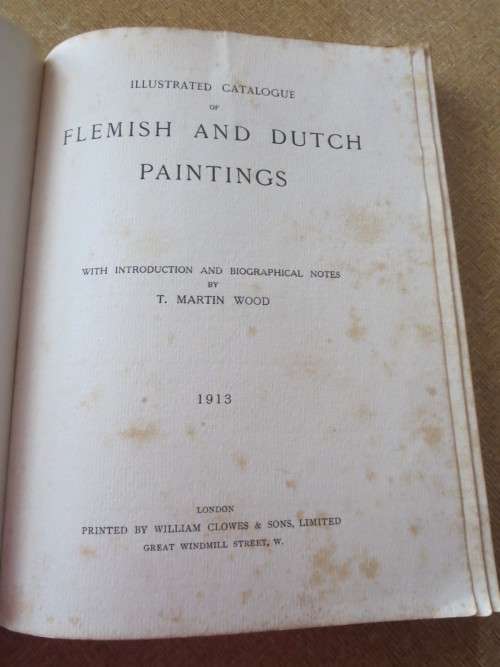 ILLUSTRATED CATALOGUE
OF
FLEMISH AND DUTCH
PAINTINGS
WITH INTRODUCTION AND BIOGRAPHICAL NOTES
BY
T. MARTIN WOOD
1913
LONDON
PRINTED BY WILLIAM CLOWES & SONS, LIMITED
GREAT WINDMILL STREET, W.